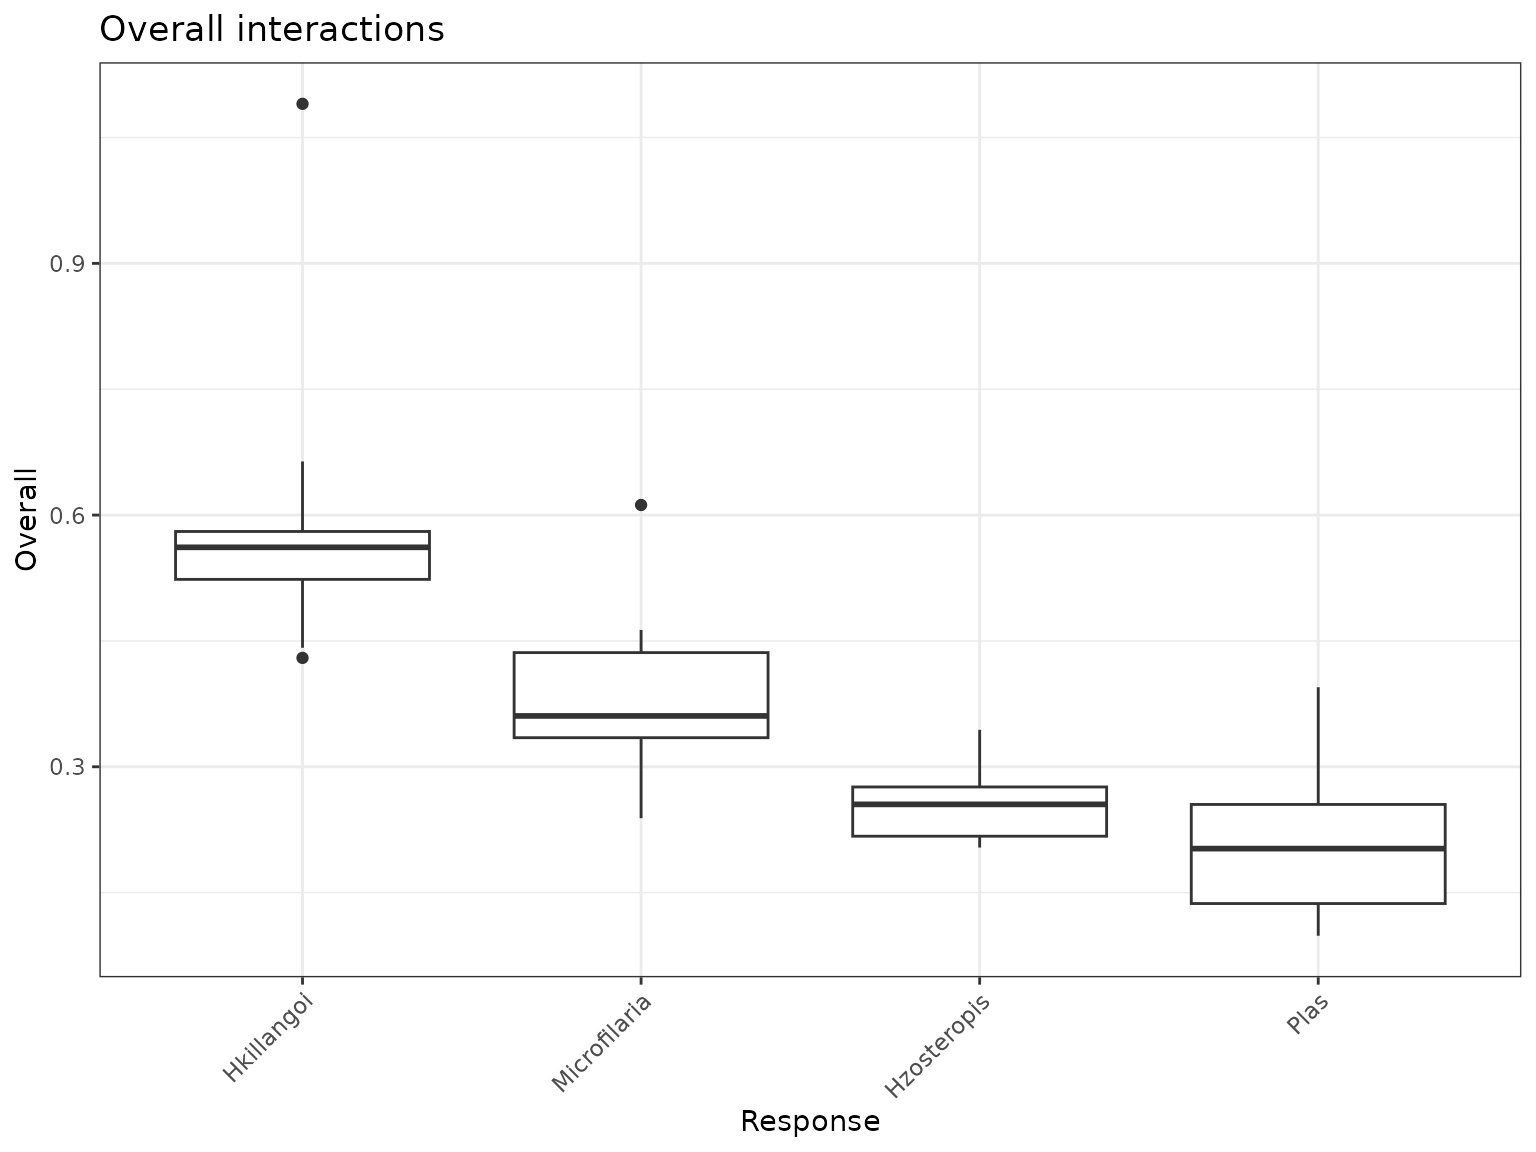 Overall interactions
Overall
0.9
0.6
0.3
Hkillangoi
Microfilaria
Hzosteropis
Plas
Response